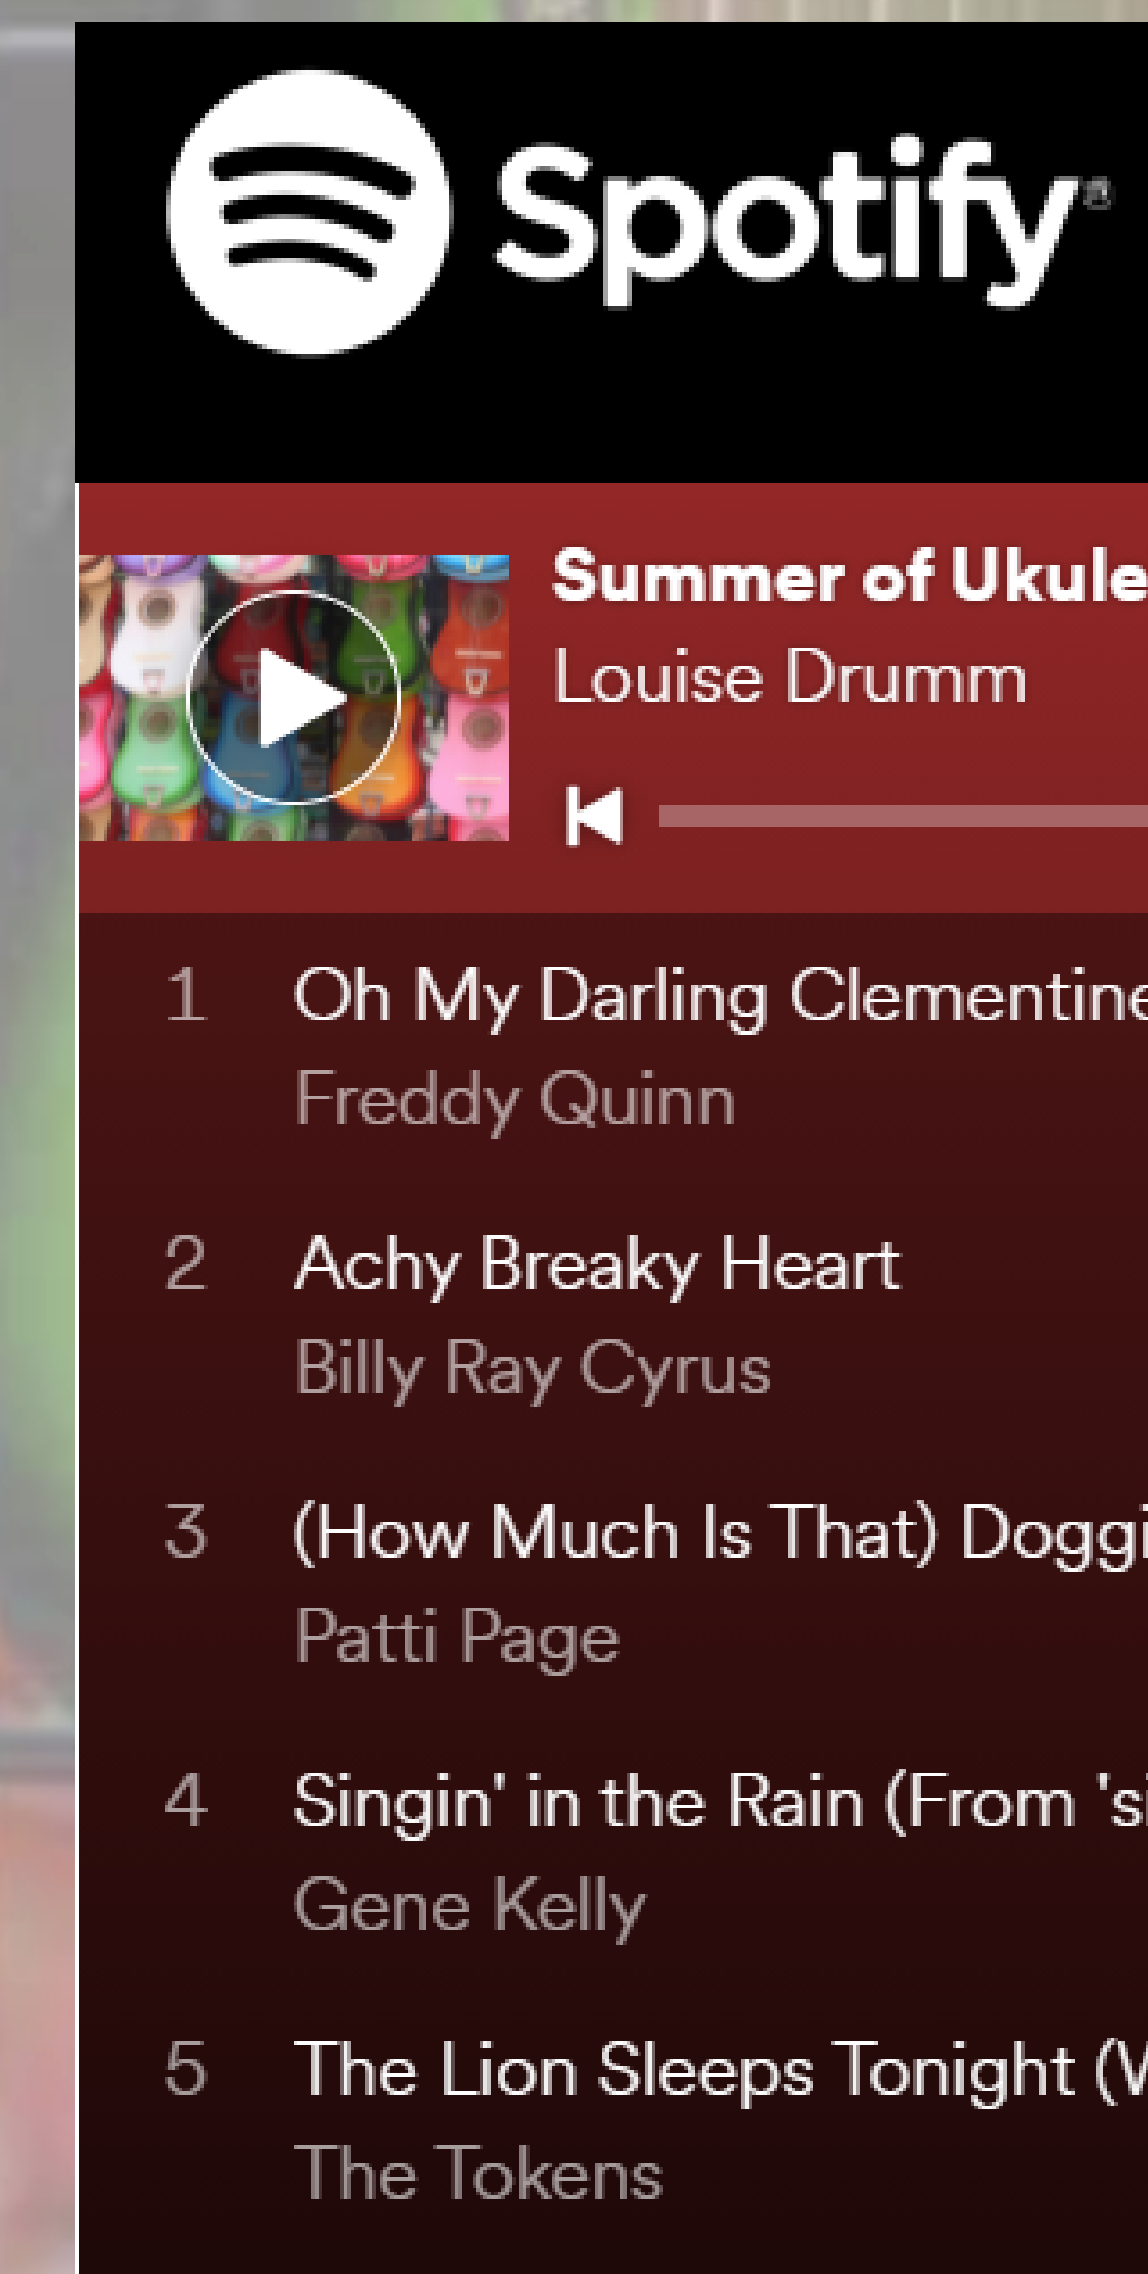 Spotify®
Summer of Ukule
Louise Drumm
1 Oh My Darling Clementine
Freddy Quinn
2 Achy Breaky Heart
Billy Ray Cyrus
3 (How Much Is That) Doggi
Patti Page
4 Singin' in the Rain (From 'si
Gene Kelly
5 The Lion Sleeps Tonight (W
The Tokens